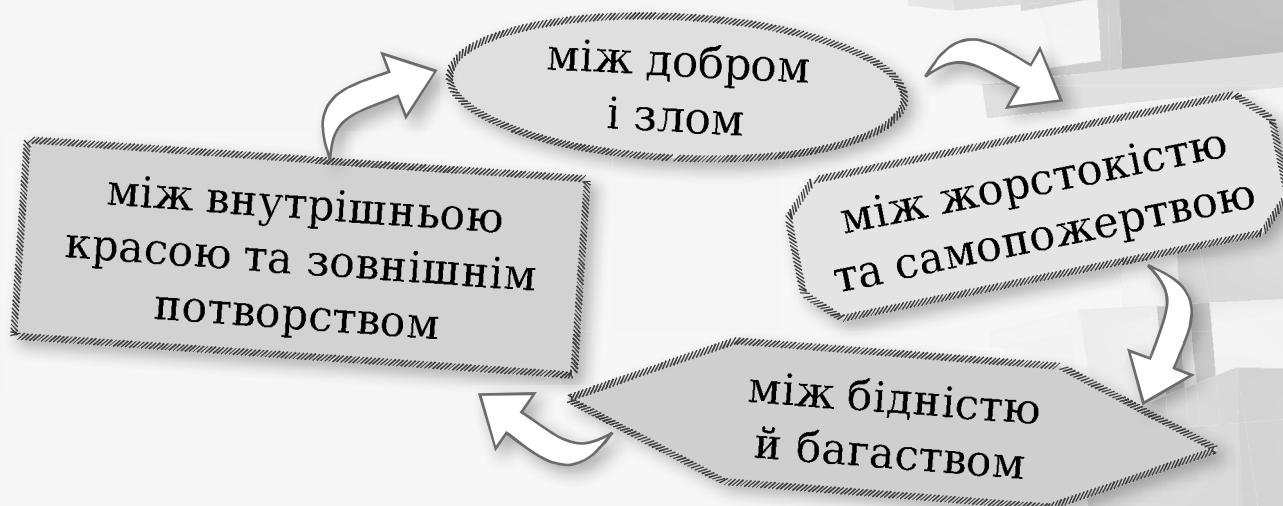 між добром
і злом
між жорстокістю
та самопожертвою
між бідністю
й багаством
між внутрішньою
красою та зовнішнім
потворством